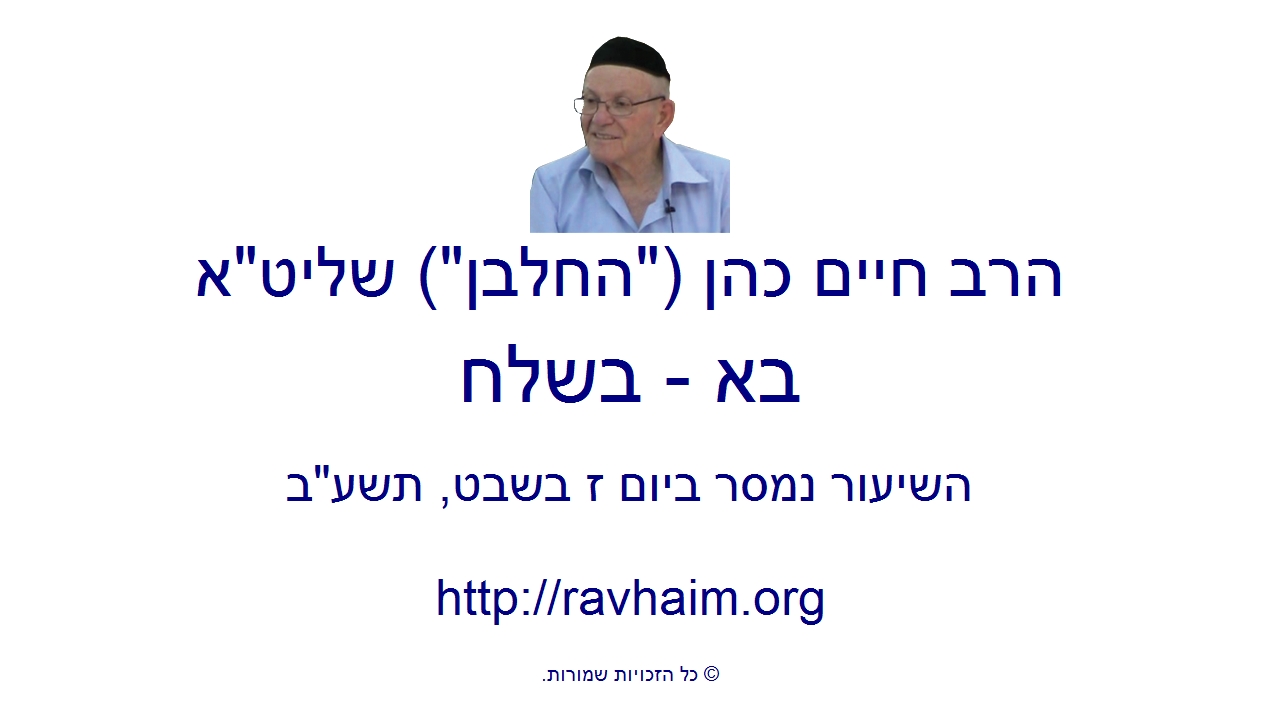 הרב חיים כהן ("החלבן") שליט"א
בא - בשלח
השיעור נמסר ביום ז בשבט, תשע"ב
http://ravhaim.org
© כל הזכויות שמורות.